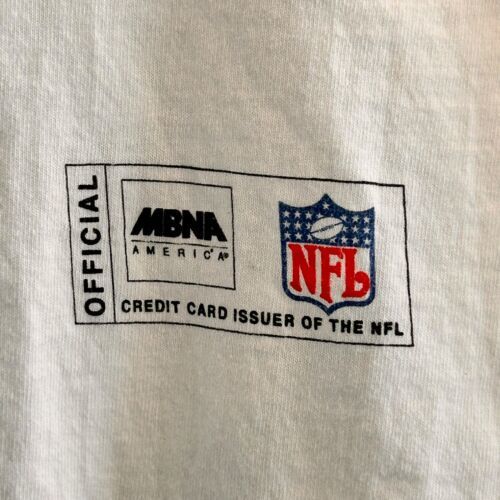 OFFICIAL
MBNA
AMERICA®
NFL
CREDIT CARD ISSUER OF THE NFL